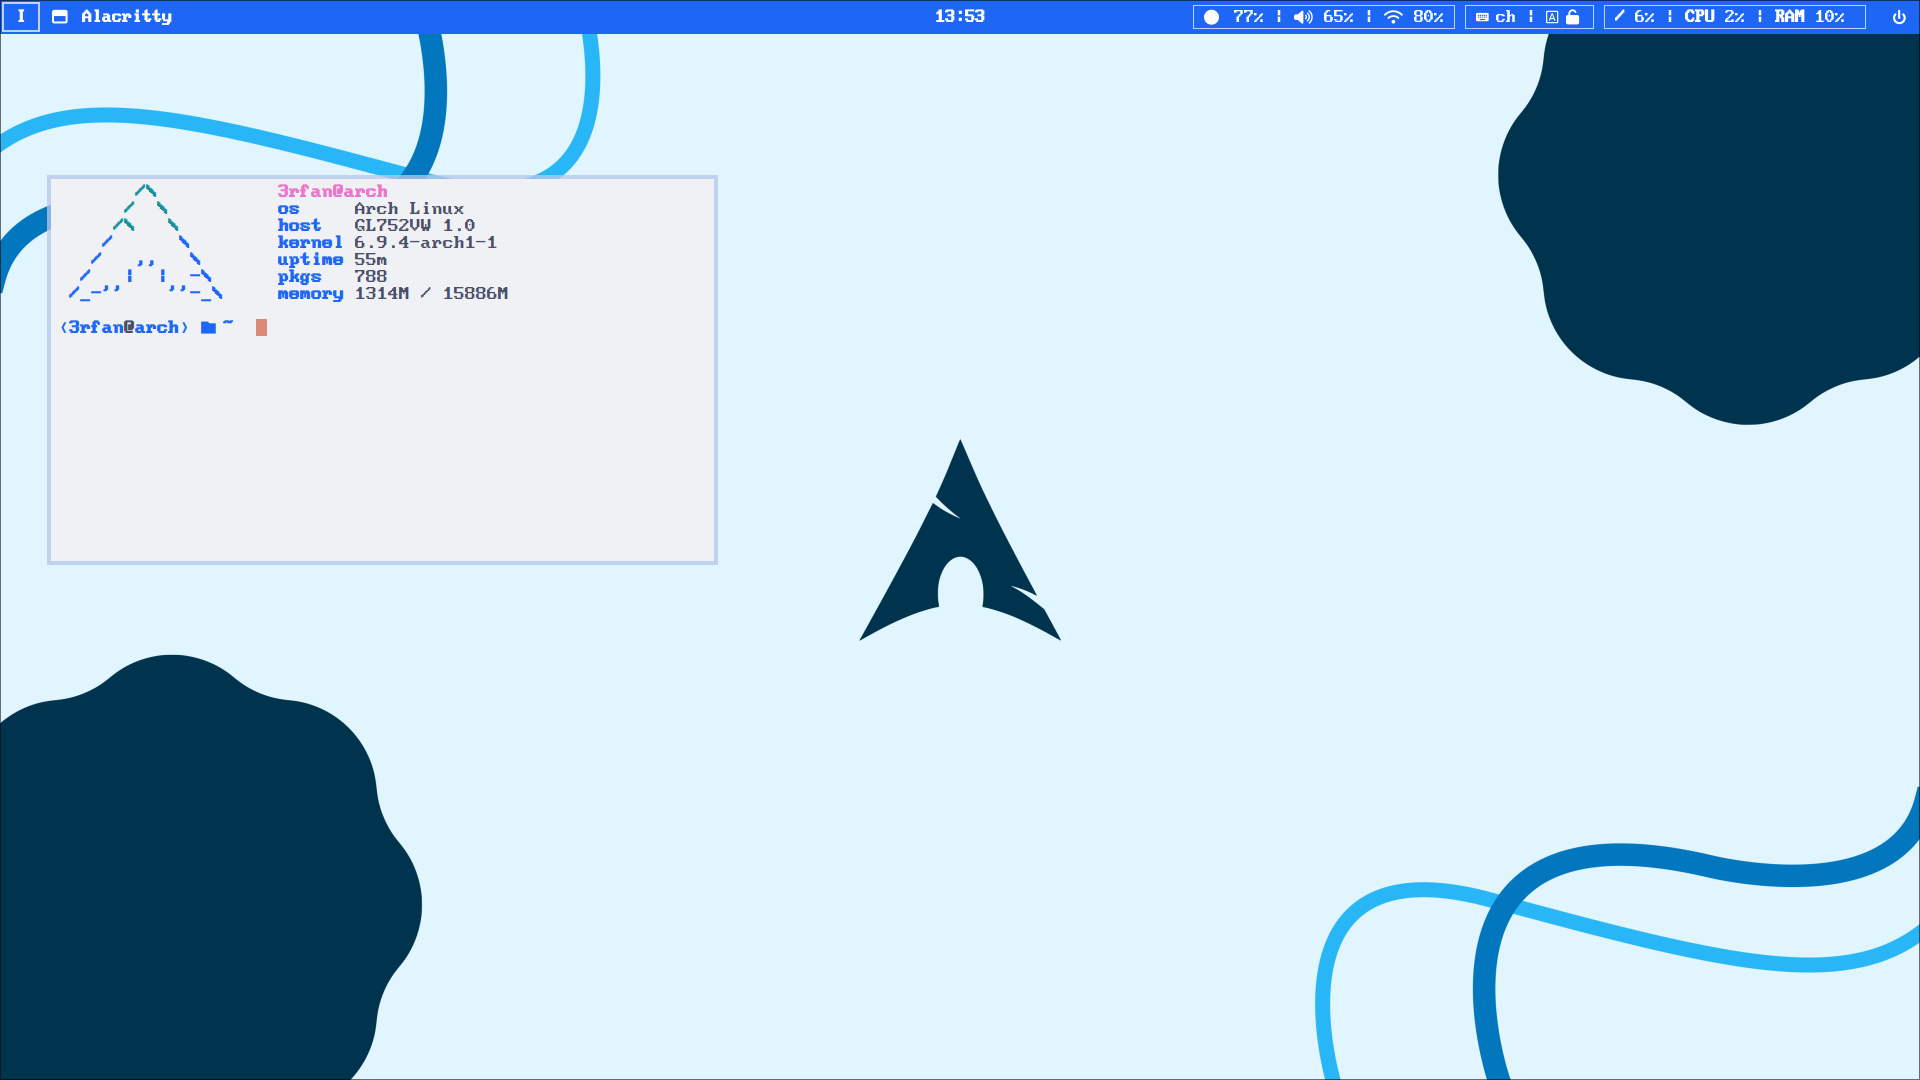 I Alacritty 13:53 77% ¦ 65% ¦ 80% ch ¦ A 6% ¦ CPU 2% ¦ RAM 10%
3rfan@arch
os Arch Linux
host GL752VW 1.0
kernel 6.9.4-arch1-1
uptime 55m
pkgs 788
memory 1314M / 15886M
(3rfan@arch) ~